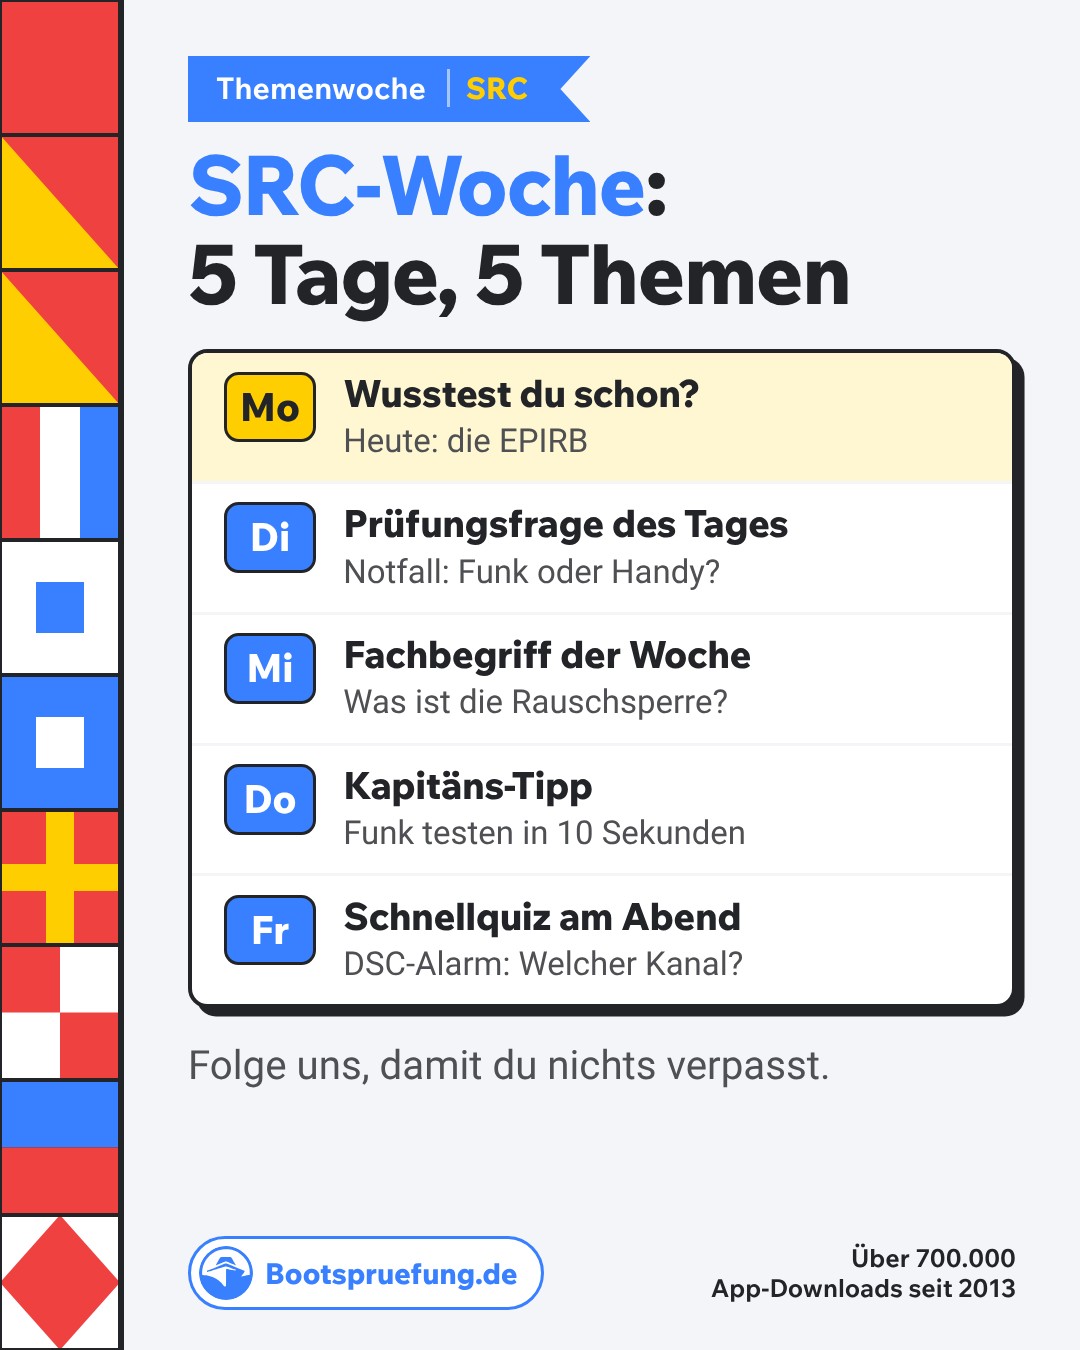 Themenwoche | SRC
SRC-Woche:
5 Tage, 5 Themen
Mo
Wusstest du schon?
Heute: die EPIRB
Di
Prüfungsfrage des Tages
Notfall: Funk oder Handy?
Mi
Fachbegriff der Woche
Was ist die Rauschsperre?
Do
Kapitäns-Tipp
Funk testen in 10 Sekunden
Fr
Schnellquiz am Abend
DSC-Alarm: Welcher Kanal?
Folge uns, damit du nichts verpasst.
Bootspruefung.de
Über 700.000
App-Downloads seit 2013